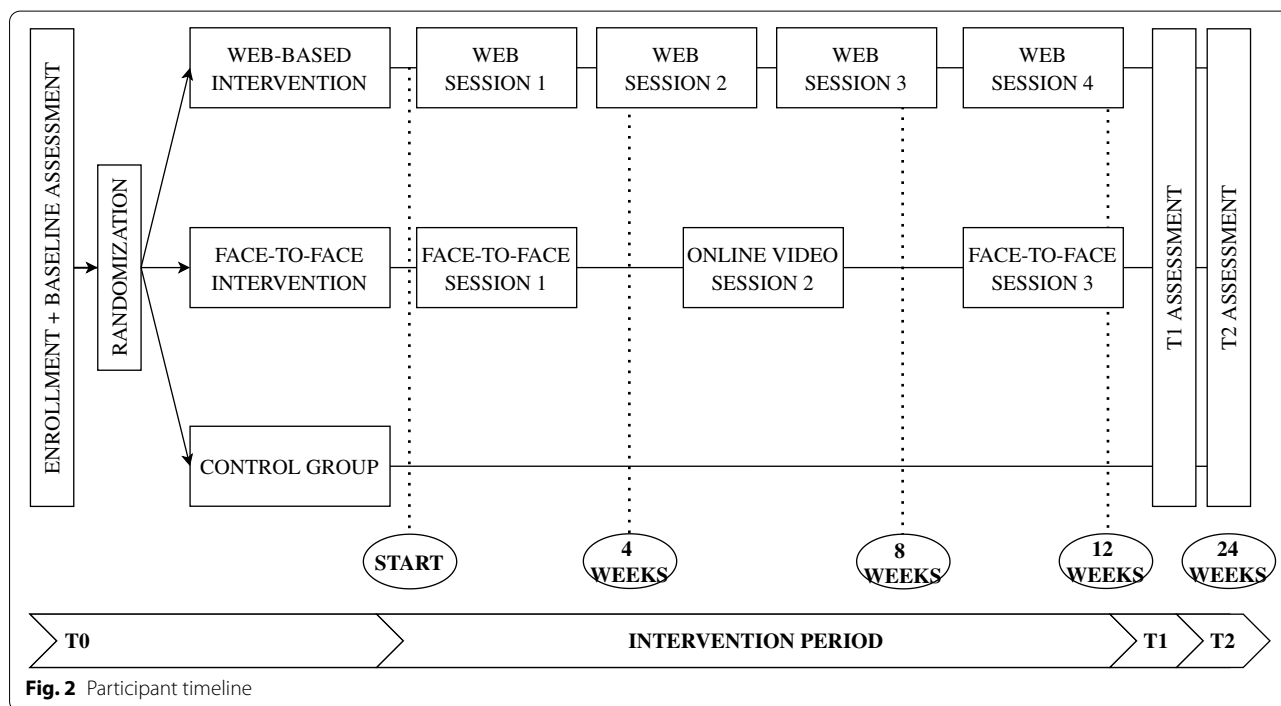 ENROLLMENT + BASELINE ASSESSMENT
RANDOMIZATION
WEB-BASED
INTERVENTION
WEB
SESSION 1
WEB
SESSION 2
WEB
SESSION 3
WEB
SESSION 4
FACE-TO-FACE
INTERVENTION
FACE-TO-FACE
SESSION 1
ONLINE VIDEO
SESSION 2
FACE-TO-FACE
SESSION 3
CONTROL GROUP
T1 ASSESSMENT
T2 ASSESSMENT
START
4
WEEKS
8
WEEKS
12
WEEKS
24
WEEKS
T0
INTERVENTION PERIOD
T1
T2
Fig. 2 Participant timeline